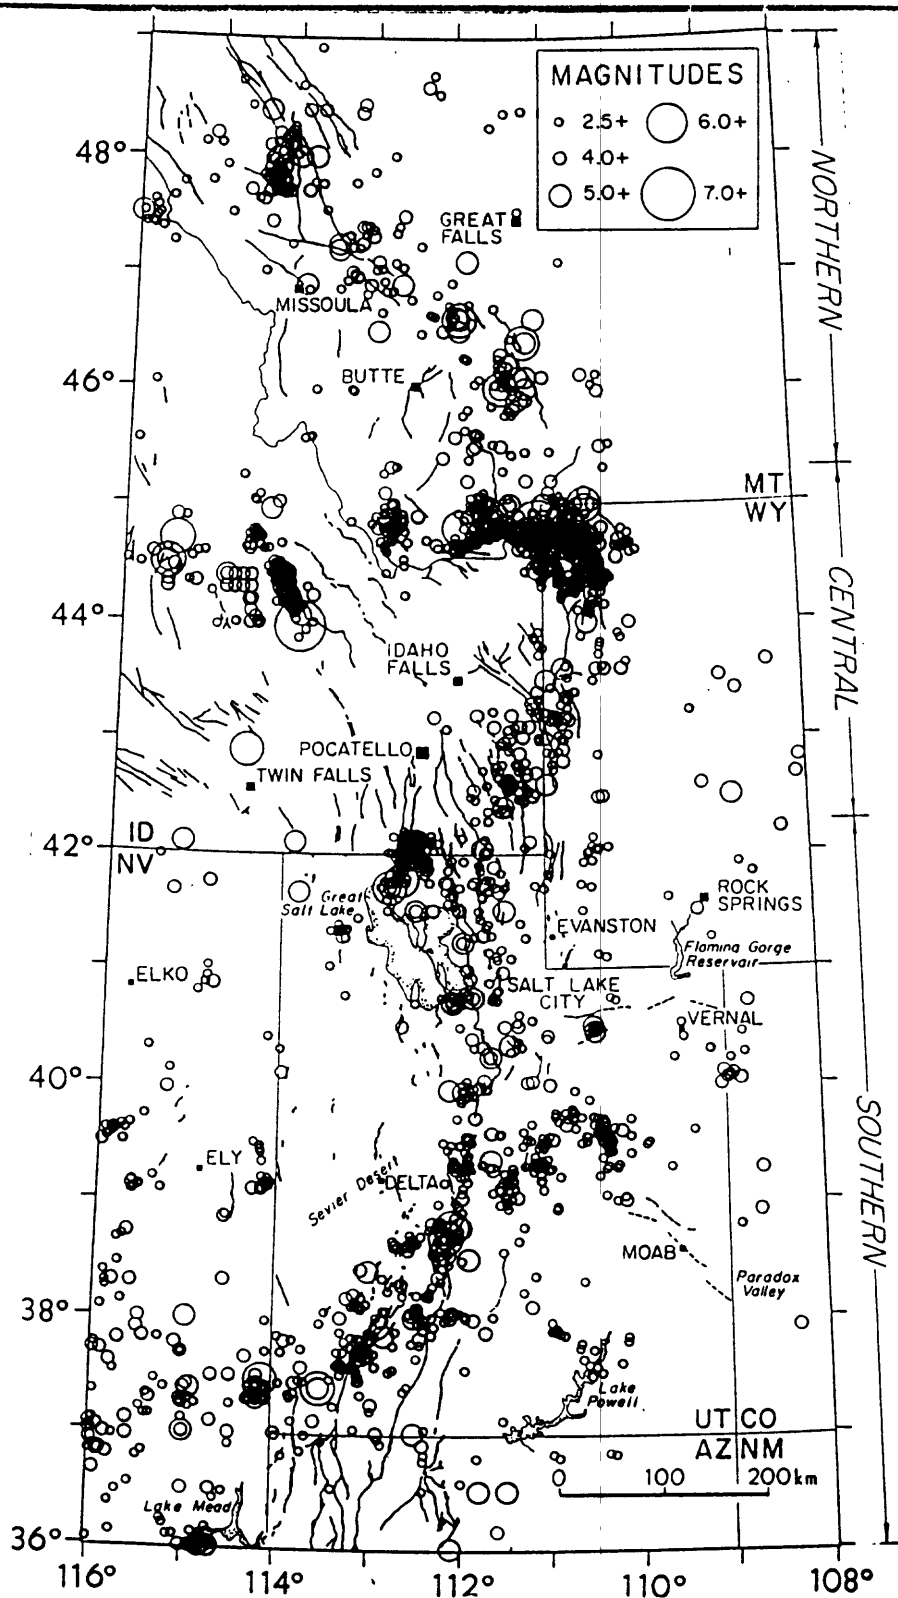 MAGNITUDES
2.5+
6.0+
4.0+
5.0+
7.0+
48°
GREAT
FALLS
MISSOULA
NORTHERN
46°
BUTTE
MT
WY
44°
IDAHO
FALLS
CENTRAL
POCATELLO
TWIN FALLS
42°
ID
NV
Great
Salt Lake
ROCK
SPRINGS
EVANSTON
Flaming Gorge
Reservoir
ELKO
SALT LAKE
CITY
VERNAL
40°
ELY
Sevier Desert
DELTA
SOUTHERN
MOAB
Paradox
Valley
38°
Lake
Powell
UT CO
AZ NM
0 100 200 km
Lake Mead
36°
116° 114° 112° 110° 108°